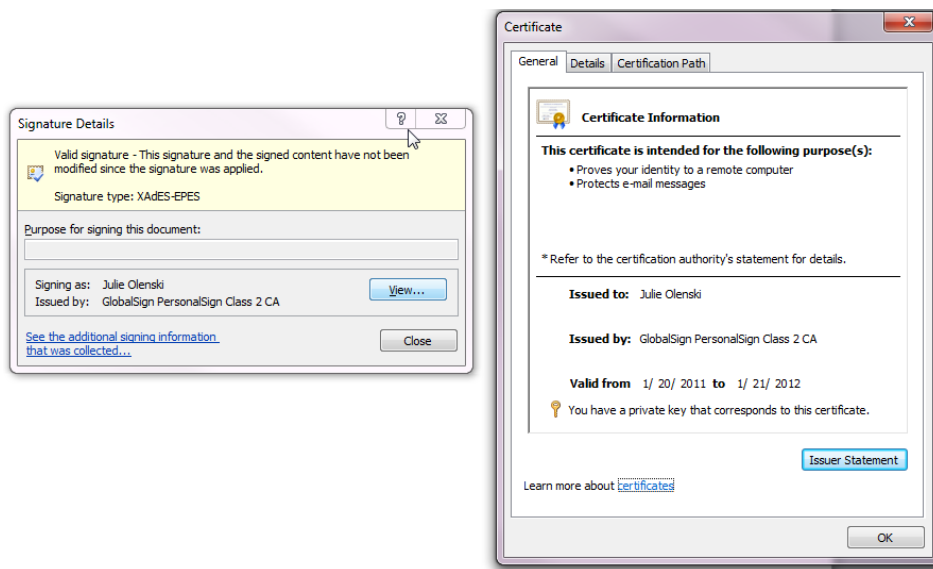 Signature Details
Valid signature - This signature and the signed content have not been
modified since the signature was applied.
Signature type: XAdES-EPES
Purpose for signing this document:
Signing as: Julie Olenski
Issued by: GlobalSign PersonalSign Class 2 CA
View...
See the additional signing information
that was collected...
Close
Certificate
General Details Certification Path
Certificate Information
This certificate is intended for the following purpose(s):
• Proves your identity to a remote computer
• Protects e-mail messages
* Refer to the certification authority's statement for details.
Issued to: Julie Olenski
Issued by: GlobalSign PersonalSign Class 2 CA
Valid from 1/ 20/ 2011 to 1/ 21/ 2012
You have a private key that corresponds to this certificate.
Issuer Statement
Learn more about certificates
OK